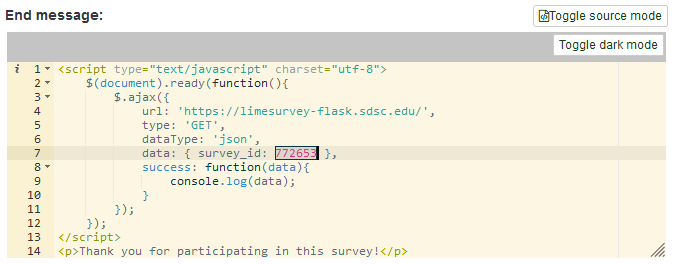 End message:
Toggle source mode
Toggle dark mode
i 1 <script type="text/javascript" charset="utf-8">
2 $(document).ready(function(){
3 $.ajax({
4 url: 'https://limesurvey-flask.sdsc.edu/',
5 type: 'GET',
6 dataType: 'json',
7 data: { survey_id: 772653 },
8 success: function(data){
9 console.log(data);
10 }
11 });
12 });
13 </script>
14 <p>Thank you for participating in this survey!</p>